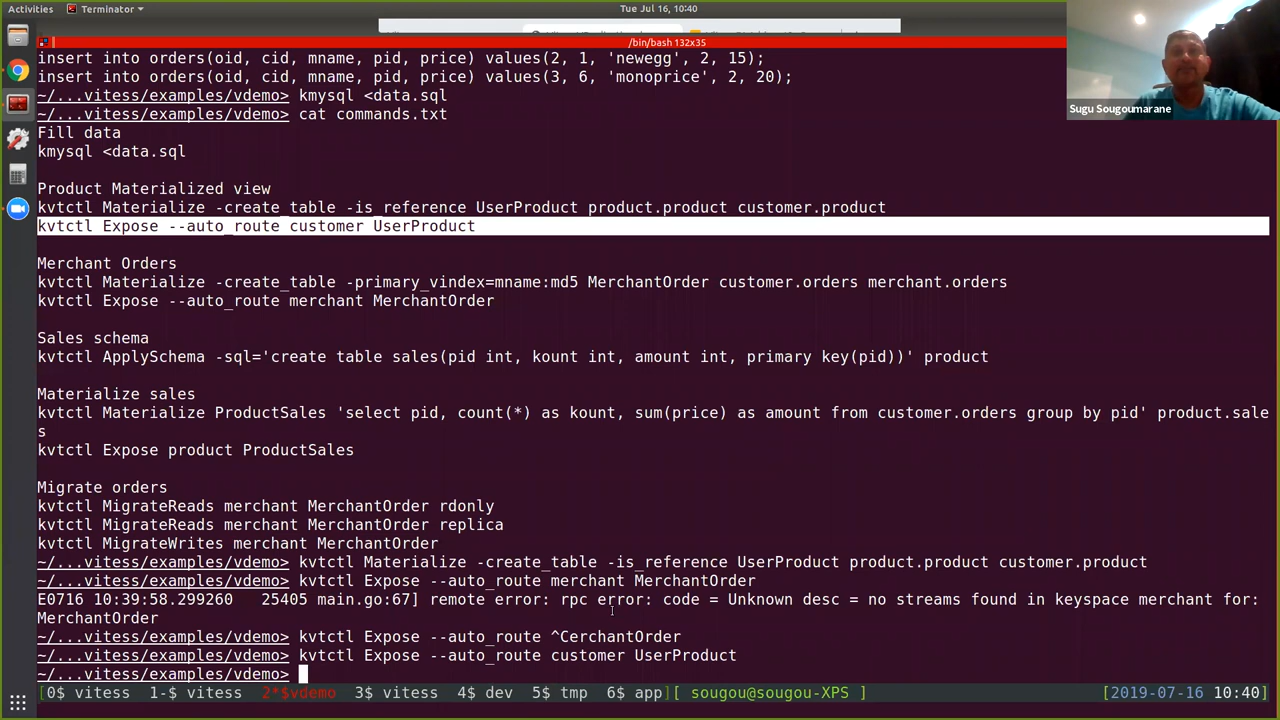 Activities
Terminator
Tue Jul 16, 10:40
/bin/bash 132x35
insert into orders(oid, cid, mname, pid, price) values(2, 1, 'newegg', 2, 15);
insert into orders(oid, cid, mname, pid, price) values(3, 6, 'monoprice', 2, 20);
~/...vitess/examples/vdemo> kmysql <data.sql
~/...vitess/examples/vdemo> cat commands.txt
Sugu Sougoumarane
Fill data
kmysql <data.sql
Product Materialized view
kvtctl Materialize -create_table -is_reference UserProduct product.product customer.product
kvtctl Expose --auto_route customer UserProduct
Merchant Orders
kvtctl Materialize -create_table -primary_vindex=mname:md5 MerchantOrder customer.orders merchant.orders
kvtctl Expose --auto_route merchant MerchantOrder
Sales schema
kvtctl ApplySchema -sql='create table sales(pid int, kount int, amount int, primary key(pid))' product
Materialize sales
kvtctl Materialize ProductSales 'select pid, count(*) as kount, sum(price) as amount from customer.orders group by pid' product.sale
s
kvtctl Expose product ProductSales
Migrate orders
kvtctl MigrateReads merchant MerchantOrder rdonly
kvtctl MigrateReads merchant MerchantOrder replica
kvtctl MigrateWrites merchant MerchantOrder
~/...vitess/examples/vdemo> kvtctl Materialize -create_table -is_reference UserProduct product.product customer.product
~/...vitess/examples/vdemo> kvtctl Expose --auto_route merchant MerchantOrder
E0716 10:39:58.299260   25405 main.go:67] remote error: rpc error: code = Unknown desc = no streams found in keyspace merchant for:
MerchantOrder
~/...vitess/examples/vdemo> kvtctl Expose --auto_route ^CerchantOrder
~/...vitess/examples/vdemo> kvtctl Expose --auto_route customer UserProduct
~/...vitess/examples/vdemo>
[0$ vitess  1-$ vitess  2*$vdemo  3$ vitess  4$ dev  5$ tmp  6$ app][ sougou@sougou-XPS ] [2019-07-16 10:40]